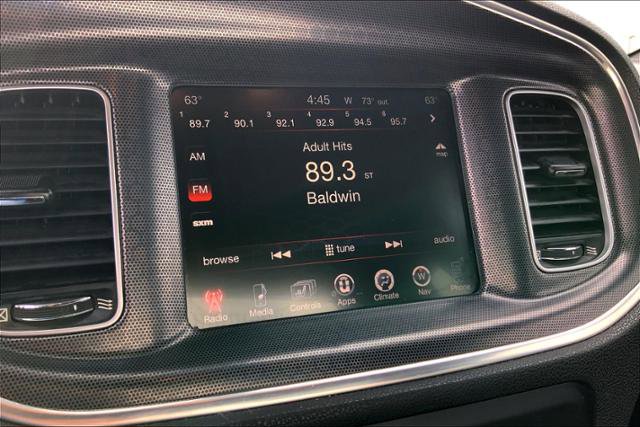 63° 4:45 W 73° out. 63°
1 89.7 2 90.1 3 92.1 4 92.9 5 94.5 6 95.7
Adult Hits
map
AM
89.3 ST
FM
Baldwin
sxm
browse tune audio
Radio Media Controls Apps Climate W Nav Phone